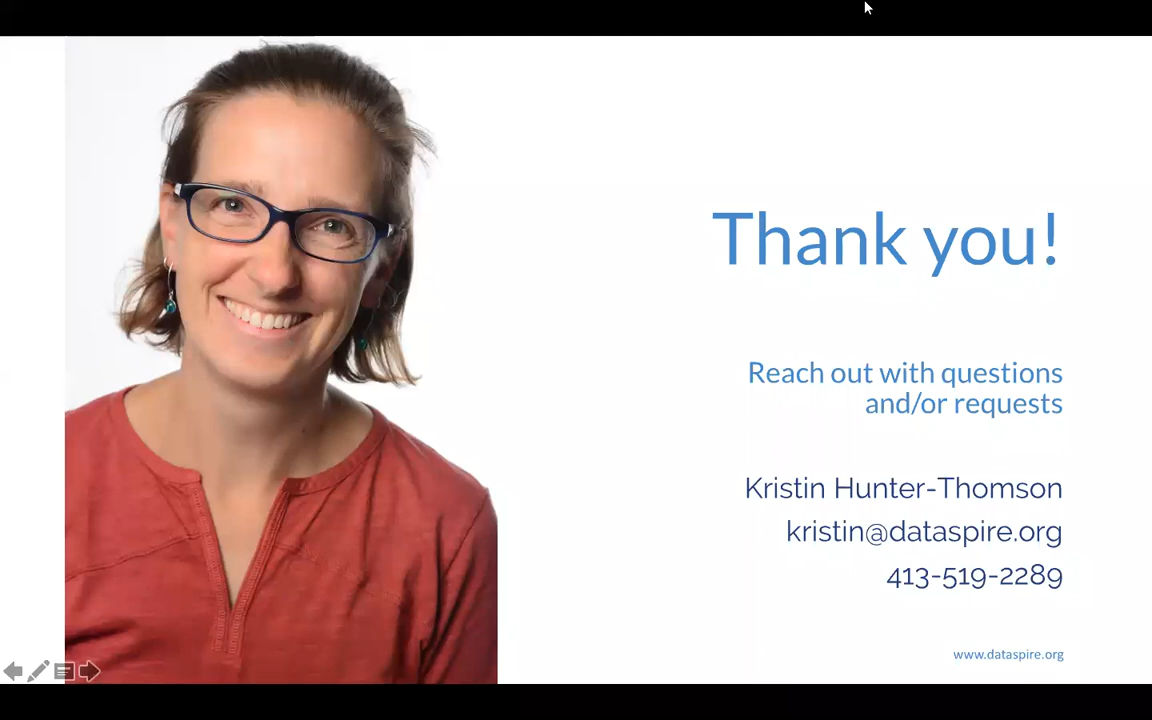 Thank you!
Reach out with questions
and/or requests
Kristin Hunter-Thomson
kristin@dataspire.org
413-519-2289
www.dataspire.org